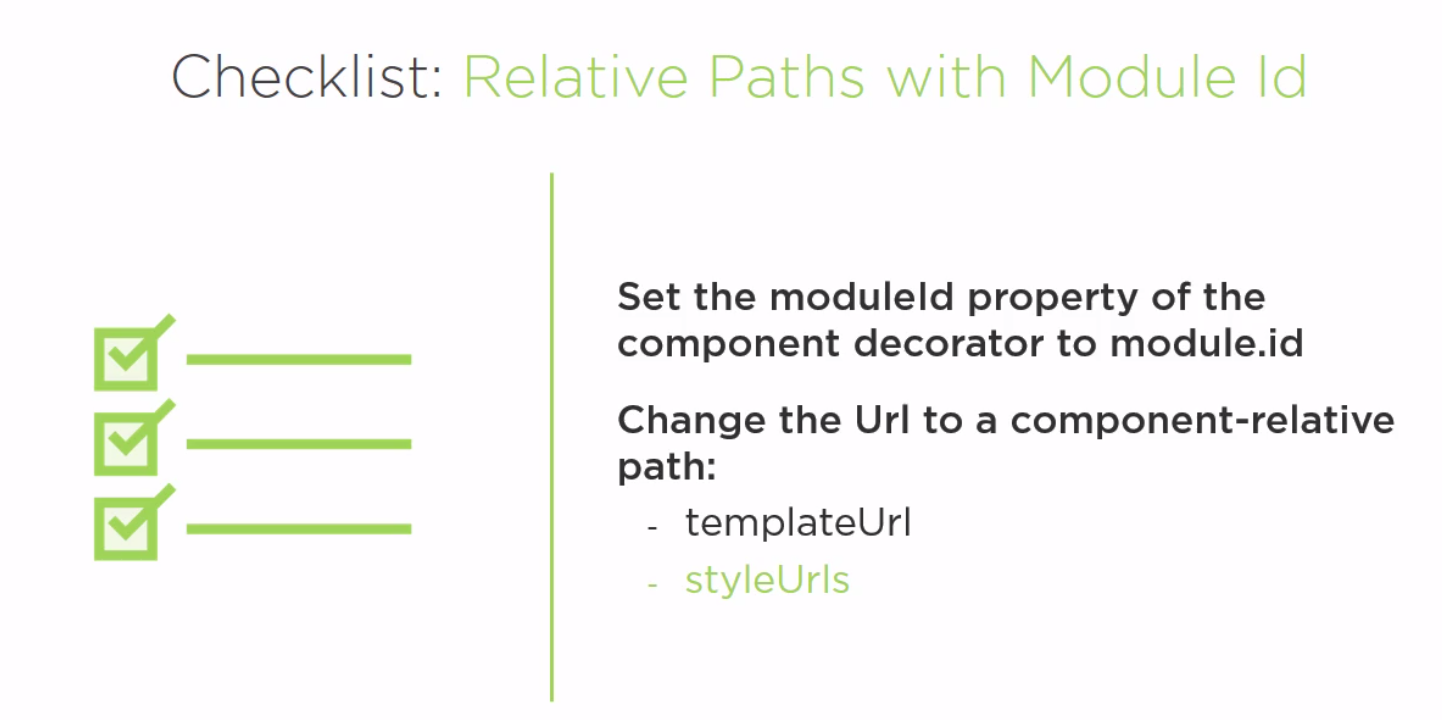 Checklist: Relative Paths with Module Id
Set the moduleId property of the
component decorator to module.id
Change the Url to a component-relative
path:
- templateUrl
- styleUrls